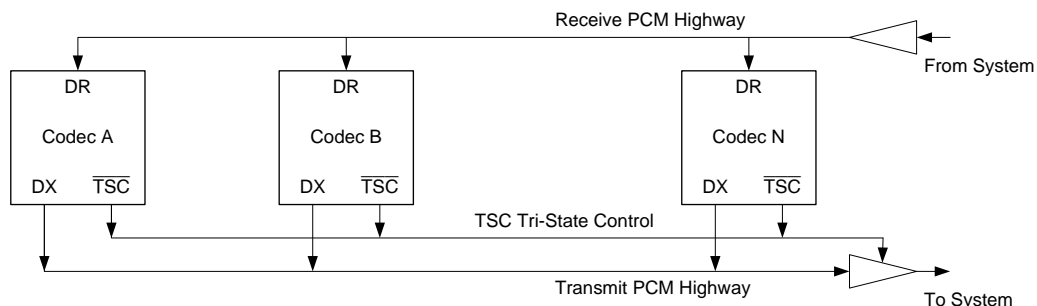 Receive PCM Highway
From System
DR
DR
DR
Codec A
Codec B
Codec N
DX TSC
DX TSC
DX TSC
TSC Tri-State Control
Transmit PCM Highway
To System